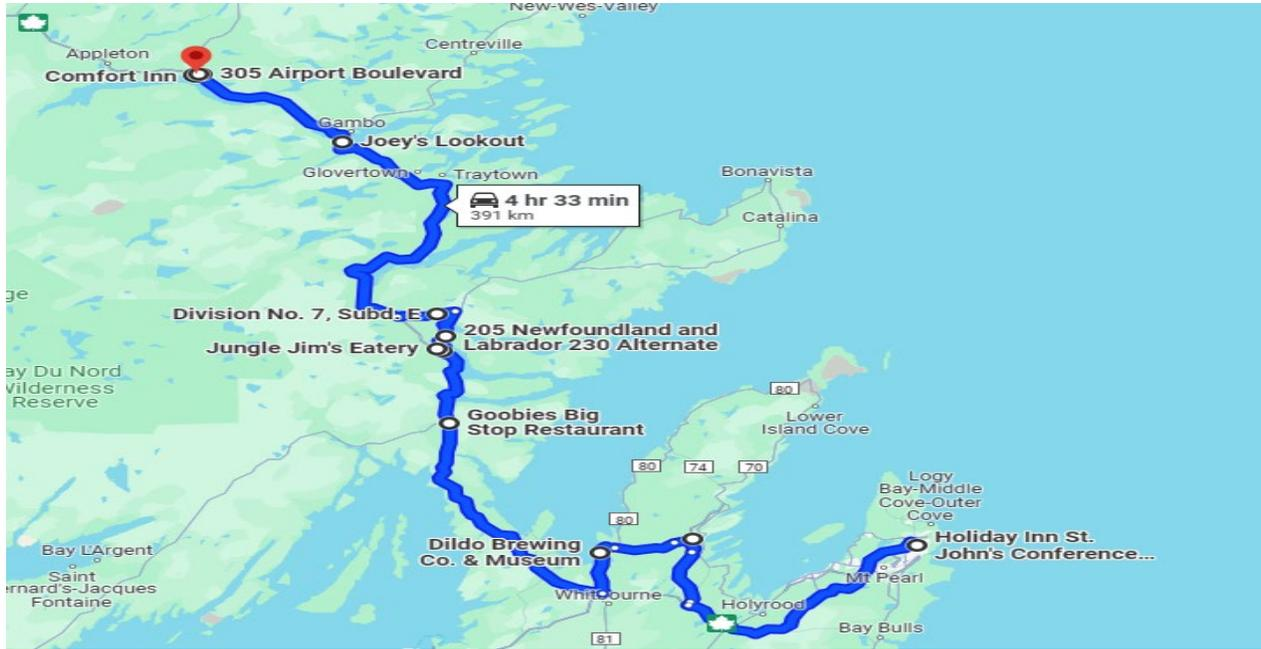 New-Wes-Valley
Appleton
Centreville
Comfort Inn
305 Airport Boulevard
Gambo
Joey's Lookout
Glovertown
Traytown
Bonavista
4 hr 33 min
391 km
Catalina
ge
Division No. 7, Subd. E
205 Newfoundland and
Labrador 230 Alternate
Jungle Jim's Eatery
ay Du Nord
Wilderness
Reserve
80
Goobies Big
Stop Restaurant
Lower
Island Cove
80
74
70
Logy
Bay-Middle
Cove-Outer
Cove
80
Holiday Inn St.
John's Conference...
Dildo Brewing
Co. & Museum
Bay L'Argent
Saint
ernard's-Jacques
Fontaine
Mt Pearl
Whitbourne
Holyrood
Bay Bulls
81